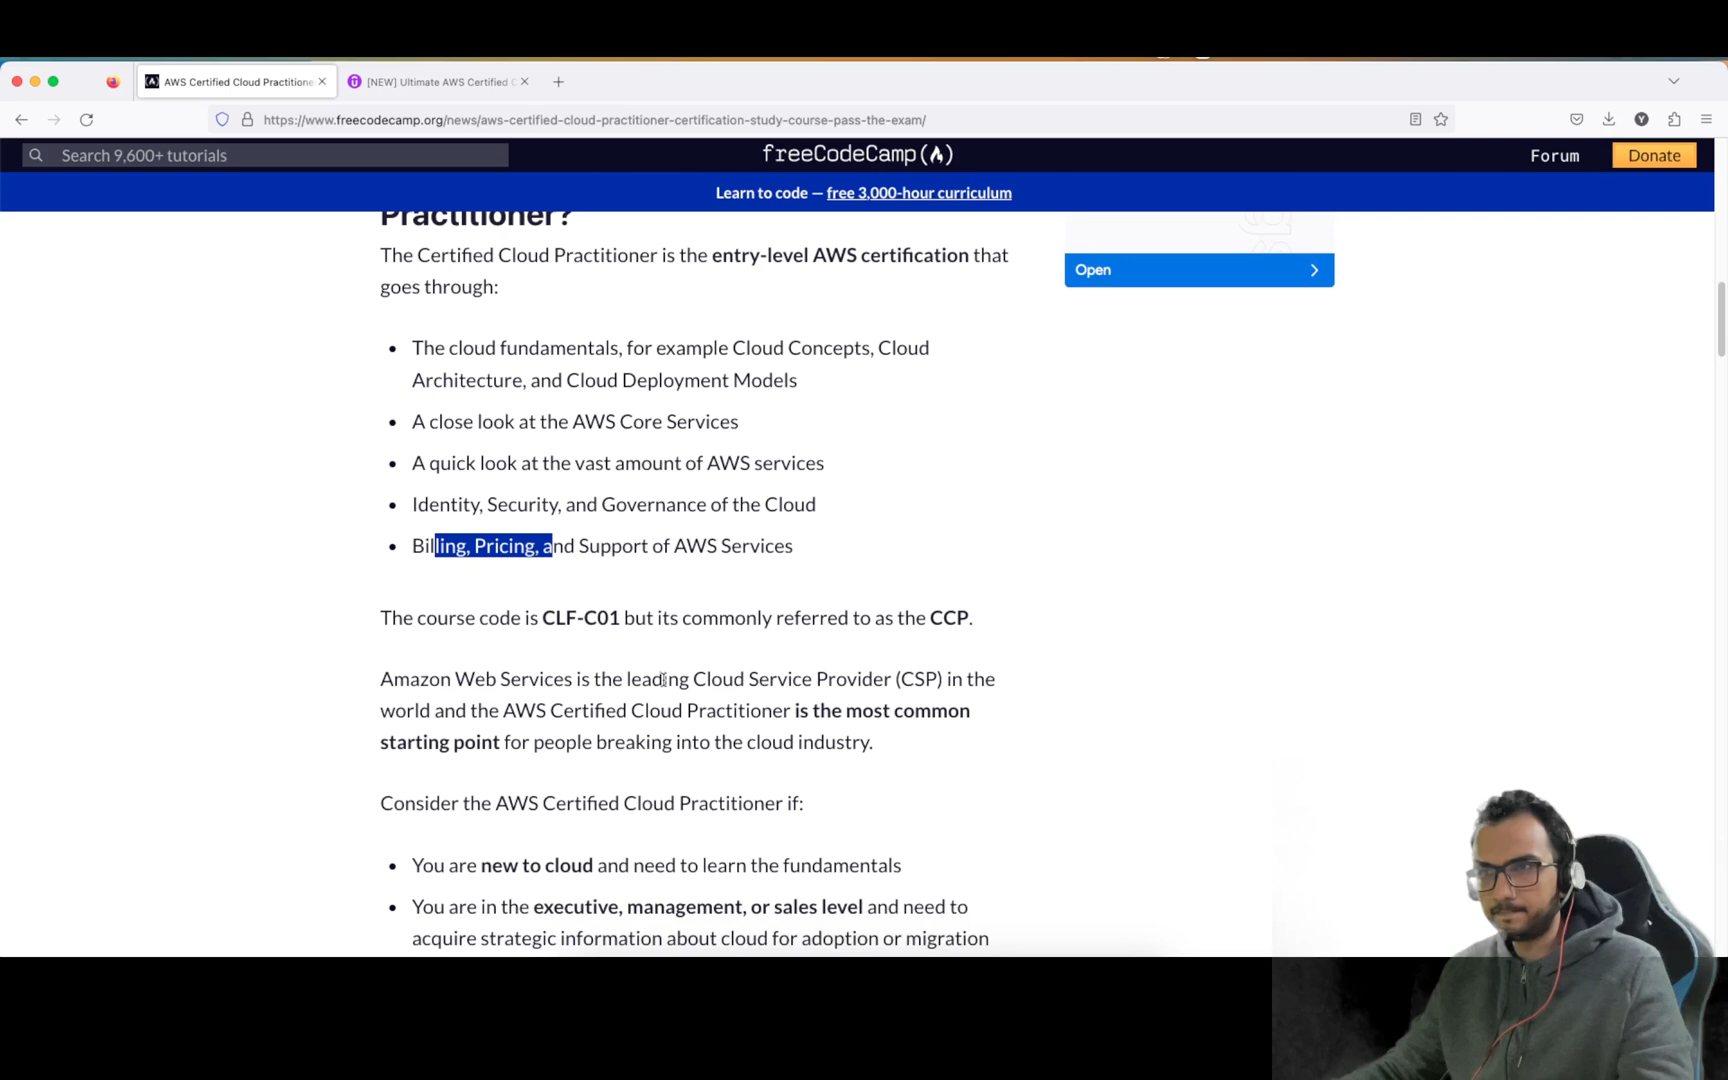 AWS Certified Cloud Practitione
[NEW] Ultimate AWS Certified C
https://www.freecodecamp.org/news/aws-certified-cloud-practitioner-certification-study-course-pass-the-exam/
Search 9,600+ tutorials
freeCodeCamp(🔥)
Forum
Donate
Learn to code — free 3,000-hour curriculum
Practitioner?
The Certified Cloud Practitioner is the entry-level AWS certification that
goes through:
Open
• The cloud fundamentals, for example Cloud Concepts, Cloud
Architecture, and Cloud Deployment Models
• A close look at the AWS Core Services
• A quick look at the vast amount of AWS services
• Identity, Security, and Governance of the Cloud
• Billing, Pricing, and Support of AWS Services
The course code is CLF-C01 but its commonly referred to as the CCP.
Amazon Web Services is the leading Cloud Service Provider (CSP) in the
world and the AWS Certified Cloud Practitioner is the most common
starting point for people breaking into the cloud industry.
Consider the AWS Certified Cloud Practitioner if:
• You are new to cloud and need to learn the fundamentals
• You are in the executive, management, or sales level and need to
acquire strategic information about cloud for adoption or migration